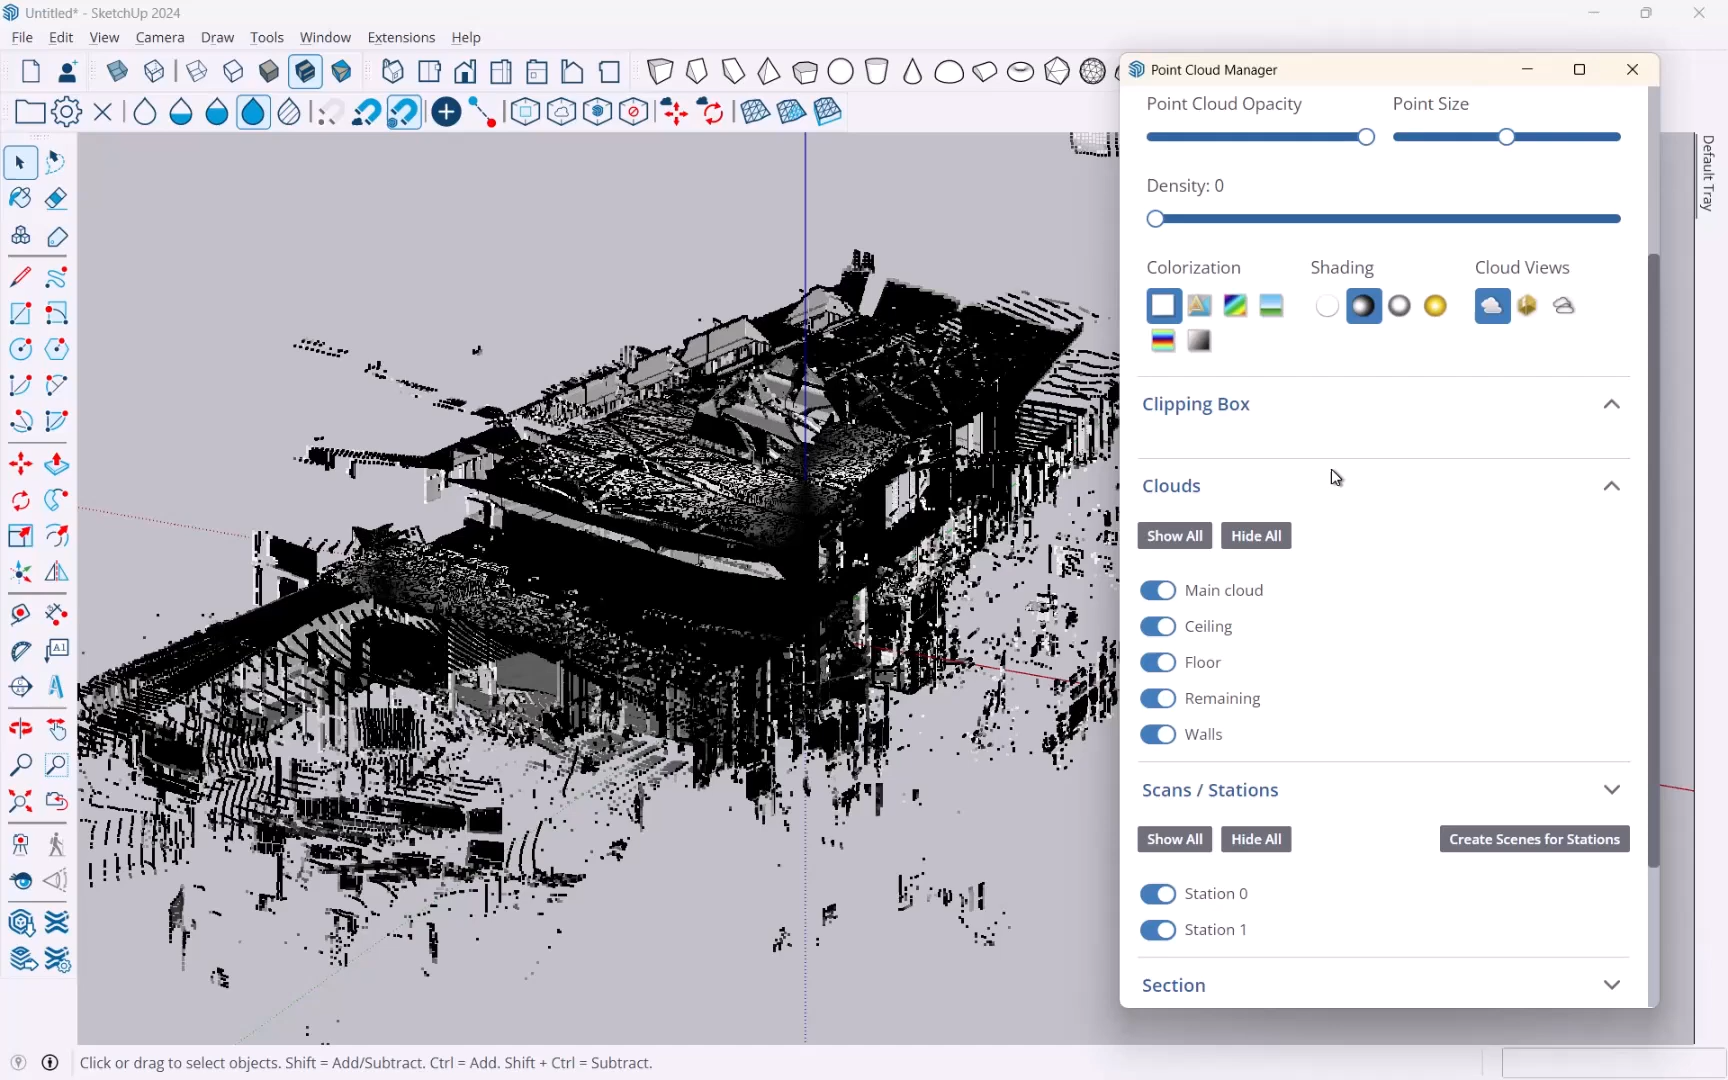 Untitled* - SketchUp 2024
File Edit View Camera Draw Tools Window Extensions Help
Point Cloud Manager
Point Cloud Opacity Point Size
Density: 0
Colorization Shading Cloud Views
Clipping Box
Clouds
Show All Hide All
Main cloud
Ceiling
Floor
Remaining
Walls
Scans / Stations
Show All Hide All Create Scenes for Stations
Station 0
Station 1
Section
Default Tray
Click or drag to select objects. Shift = Add/Subtract. Ctrl = Add. Shift + Ctrl = Subtract.